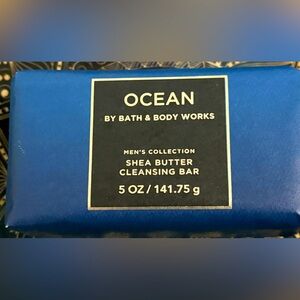 OCEAN
BY BATH & BODY WORKS
MEN'S COLLECTION
SHEA BUTTER
CLEANSING BAR
5 OZ / 141.75 g